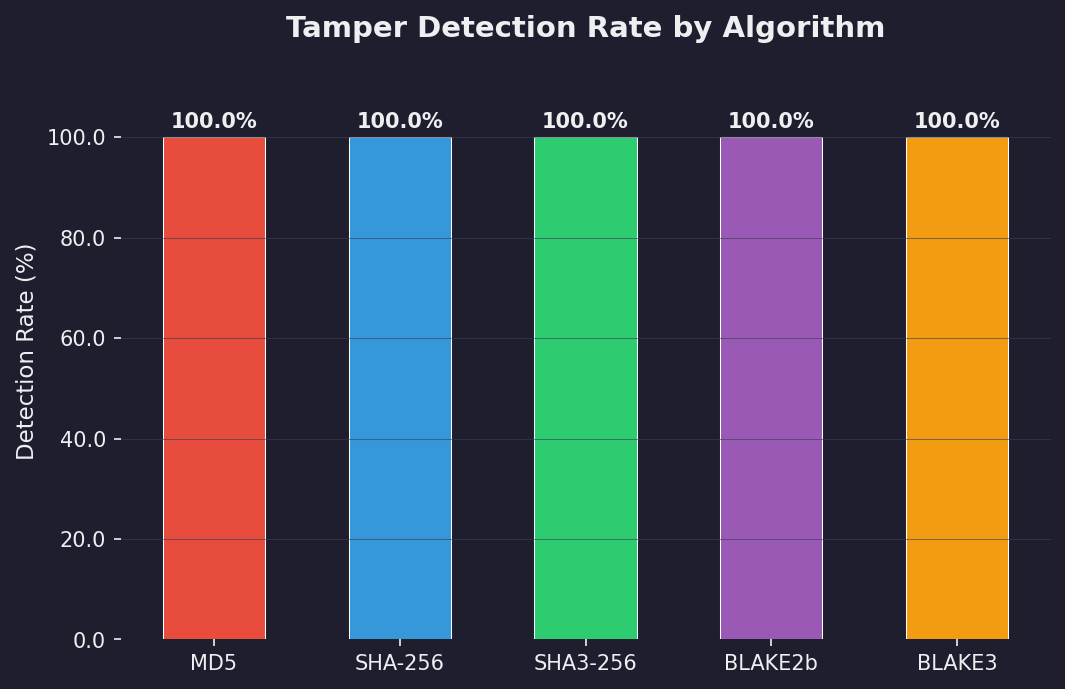 Tamper Detection Rate by Algorithm
100.0% 100.0% 100.0% 100.0% 100.0%
100.0
80.0
60.0
40.0
20.0
0.0
Detection Rate (%)
MD5 SHA-256 SHA3-256 BLAKE2b BLAKE3